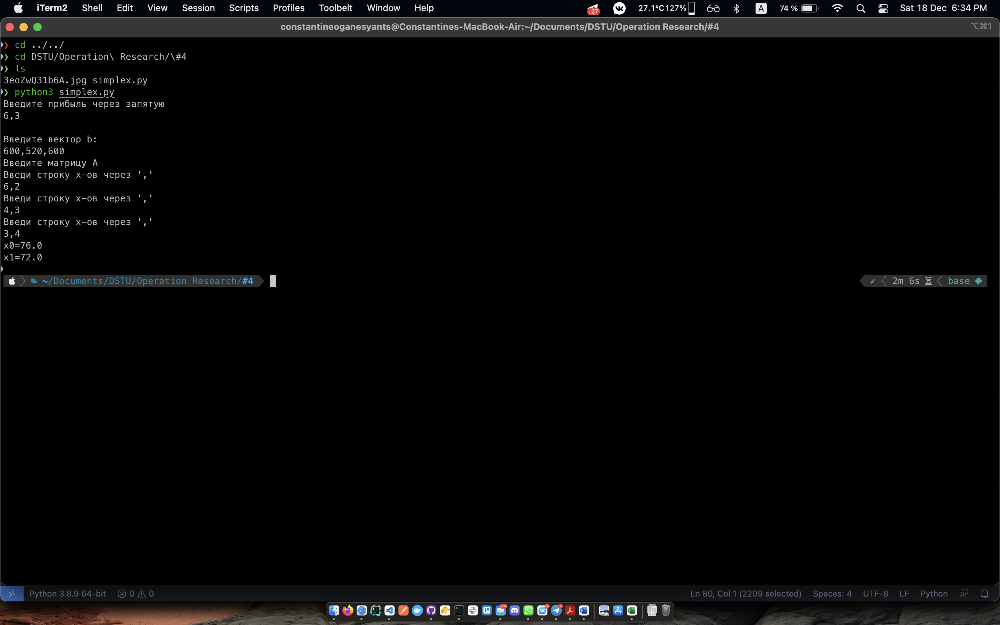 iTerm2 Shell Edit View Session Scripts Profiles Toolbelt Window Help ..27 27.1°C 127% A 74 % Sat 18 Dec 6:34 PM
constantineoganesyants@Constantines-MacBook-Air:~/Documents/DSTU/Operation Research/#4 ⌥⌘1
❯ cd ../../
❯ cd DSTU/Operation\ Research/\#4
❯ ls
3eoZwQ31b6A.jpg simplex.py
❯ python3 simplex.py
Введите прибыль через запятую
6,3
Введите вектор b:
600,520,600
Введите матрицу A
Введи строку x-ов через ','
6,2
Введи строку x-ов через ','
4,3
Введи строку x-ов через ','
3,4
x0=76.0
x1=72.0
~/Documents/DSTU/Operation Research/#4 ✔ 2m 6s base
Python 3.8.9 64-bit 0 0 Ln 80, Col 1 (2209 selected) Spaces: 4 UTF-8 LF Python